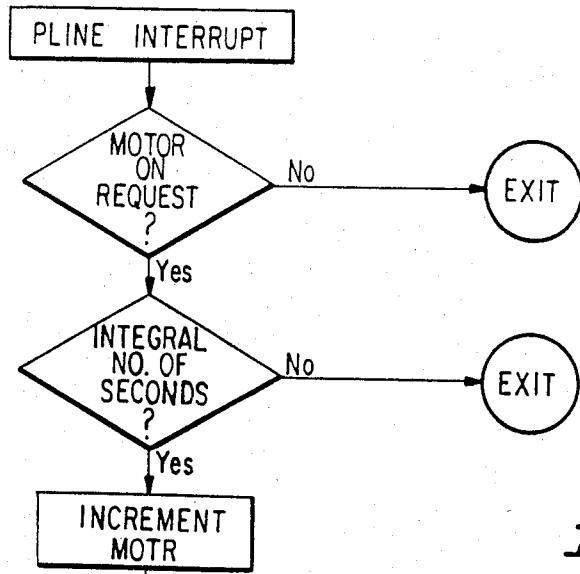 PLINE INTERRUPT
MOTOR
ON
REQUEST
?
No
EXIT
Yes
INTEGRAL
NO. OF
SECONDS
?
No
EXIT
Yes
INCREMENT
MOTR